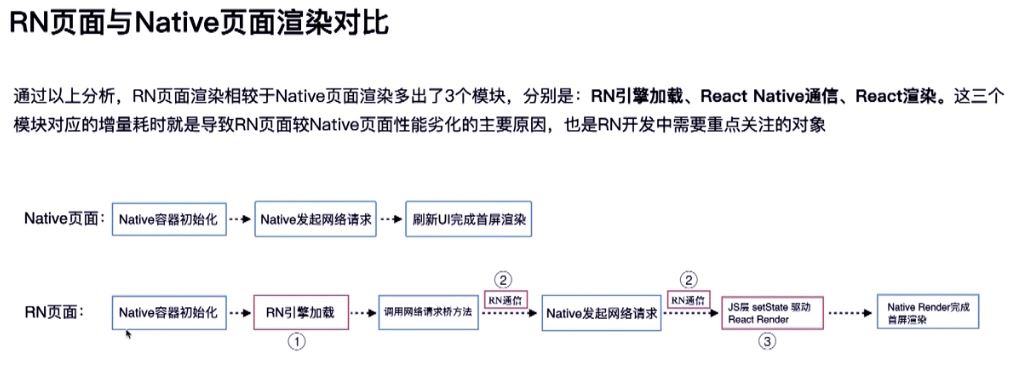 RN页面与Native页面渲染对比
通过以上分析，RN页面渲染相较于Native页面渲染多出了3个模块，分别是：RN引擎加载、React Native通信、React渲染。这三个
模块对应的增量耗时就是导致RN页面较Native页面性能劣化的主要原因，也是RN开发中需要重点关注的对象
Native页面：
Native容器初始化
Native发起网络请求
刷新UI完成首屏渲染
RN页面：
Native容器初始化
RN引擎加载
①
调用网络请求桥方法
②
RN通信
Native发起网络请求
②
RN通信
JS层 setState 驱动
React Render
③
Native Render完成
首屏渲染